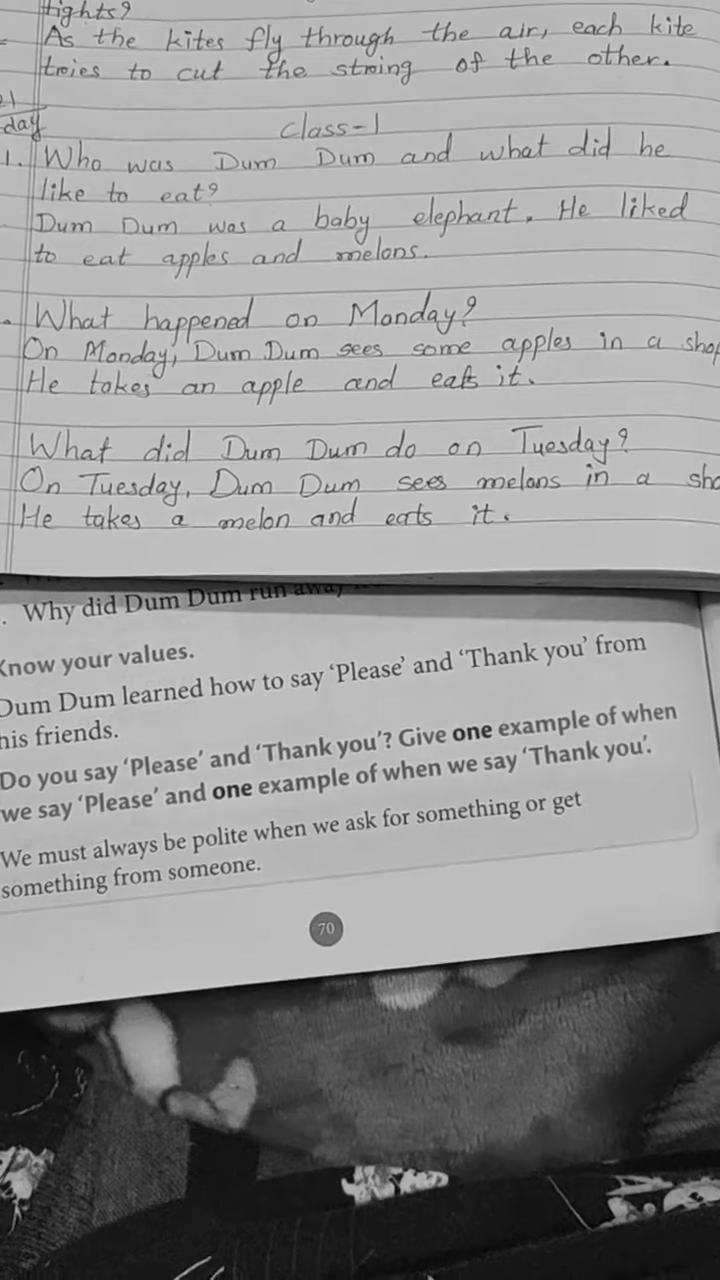 As the kites fly through the air, each kite
tries to cut the string of the other.
day
Class-1
1. Who was Dum Dum and what did he
like to eat?
Dum Dum was a baby elephant. He liked
to eat apples and melons.
What happened on Monday?
On Monday, Dum Dum sees some apples in a shop
He takes an apple and eats it.
What did Dum Dum do on Tuesday?
On Tuesday, Dum Dum sees melons in a
He takes a melon and eats it.
. Why did Dum Dum run away
Know your values.
Dum Dum learned how to say ‘Please’ and ‘Thank you’ from
his friends.
Do you say ‘Please’ and ‘Thank you’? Give one example of when
we say ‘Please’ and one example of when we say ‘Thank you’.
We must always be polite when we ask for something or get
something from someone.
70